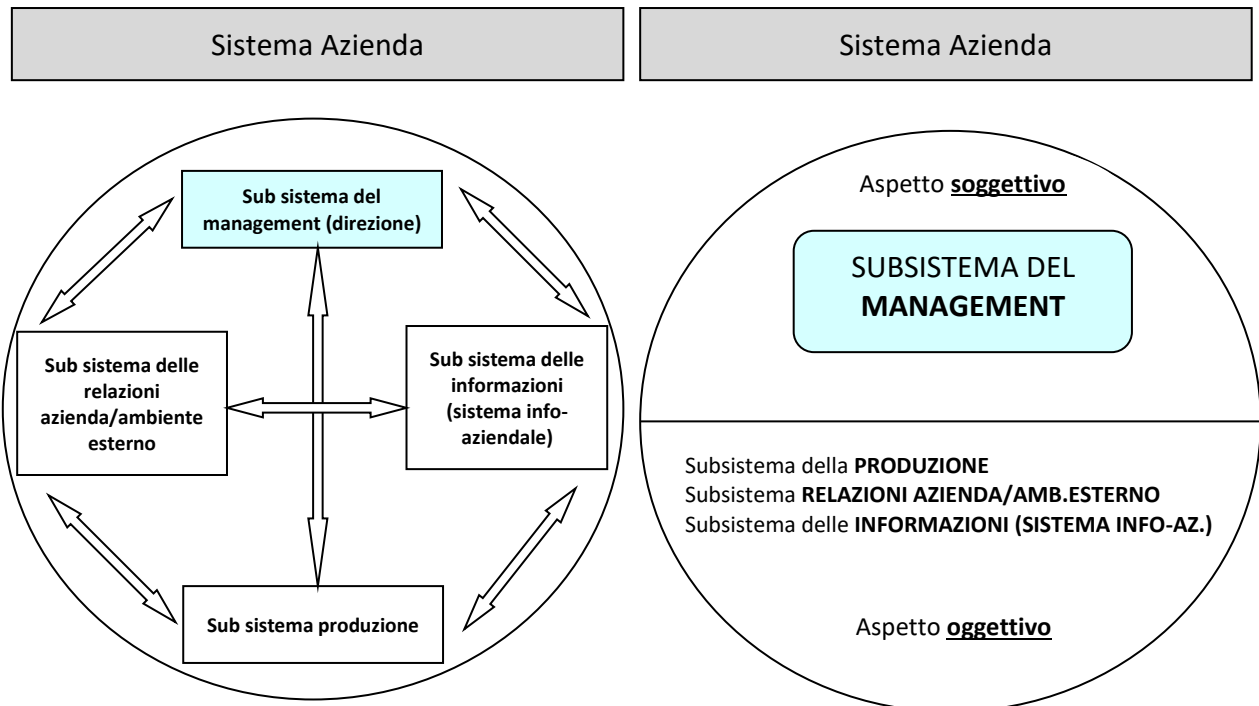 Sistema Azienda
Sub sistema del
management (direzione)
Sub sistema delle
relazioni
azienda/ambiente
esterno
Sub sistema delle
informazioni
(sistema info-
aziendale)
Sub sistema produzione
Sistema Azienda
Aspetto soggettivo
SUBSISTEMA DEL
MANAGEMENT
Subsistema della PRODUZIONE
Subsistema RELAZIONI AZIENDA/AMB.ESTERNO
Subsistema delle INFORMAZIONI (SISTEMA INFO-AZ.)
Aspetto oggettivo